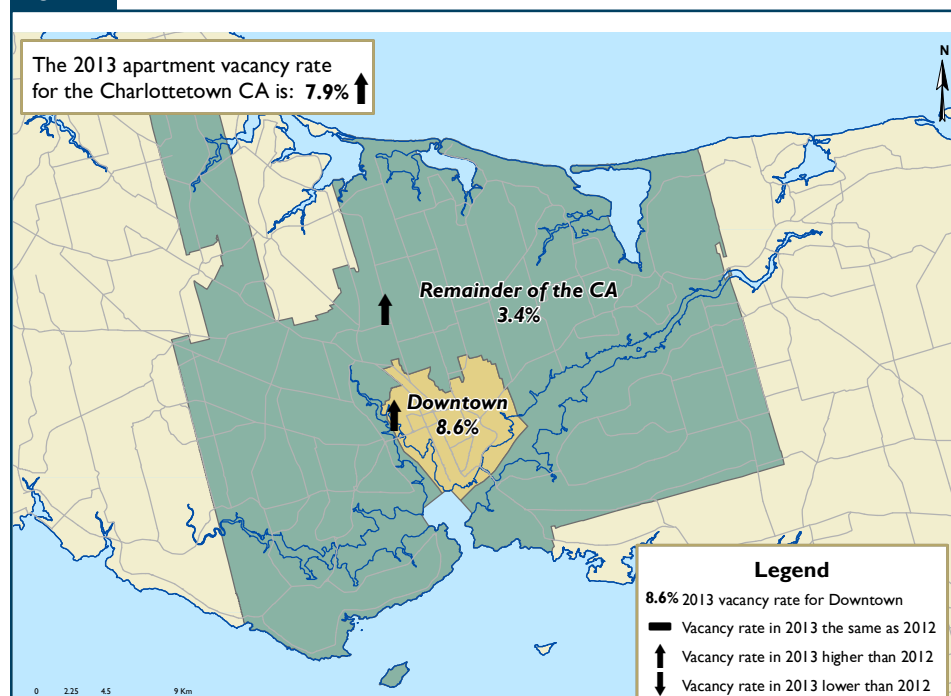 The 2013 apartment vacancy rate
for the Charlottetown CA is: 7.9%
N
Remainder of the CA
3.4%
Downtown
8.6%
Legend
8.6% 2013 vacancy rate for Downtown
Vacancy rate in 2013 the same as 2012
Vacancy rate in 2013 higher than 2012
Vacancy rate in 2013 lower than 2012
0 2.25 4.5 9 Km